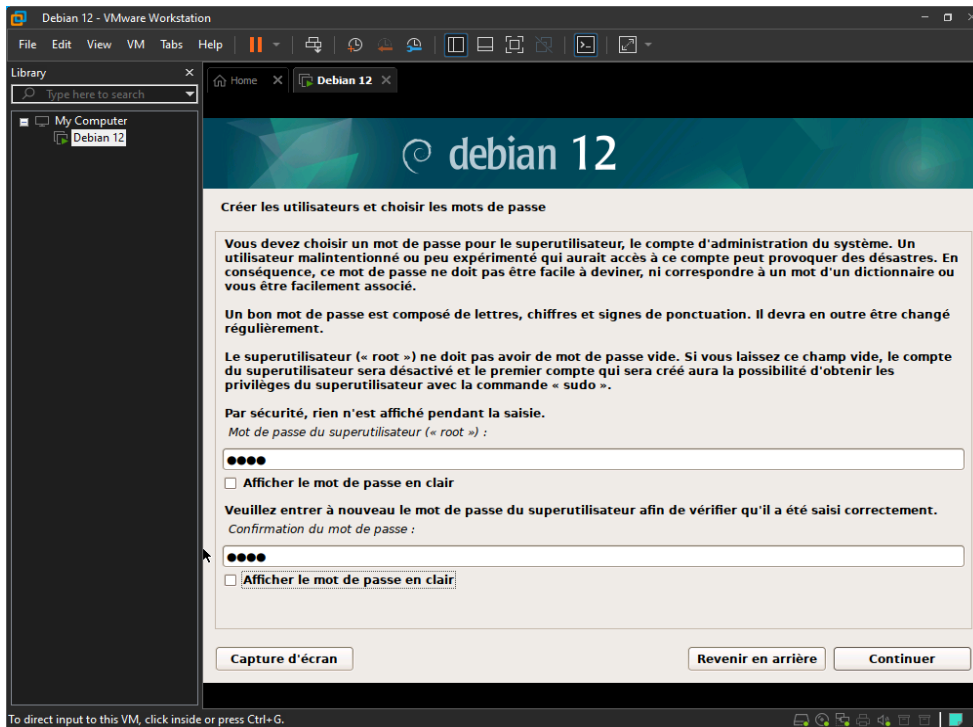 Debian 12 - VMware Workstation
File Edit View VM Tabs Help
Library
Type here to search
My Computer
Debian 12
Home
Debian 12
debian 12
Créer les utilisateurs et choisir les mots de passe
Vous devez choisir un mot de passe pour le superutilisateur, le compte d'administration du système. Un
utilisateur malintentionné ou peu expérimenté qui aurait accès à ce compte peut provoquer des désastres. En
conséquence, ce mot de passe ne doit pas être facile à deviner, ni correspondre à un mot d'un dictionnaire ou
vous être facilement associé.
Un bon mot de passe est composé de lettres, chiffres et signes de ponctuation. Il devra en outre être changé
régulièrement.
Le superutilisateur (« root ») ne doit pas avoir de mot de passe vide. Si vous laissez ce champ vide, le compte
du superutilisateur sera désactivé et le premier compte qui sera créé aura la possibilité d'obtenir les
privilèges du superutilisateur avec la commande « sudo ».
Par sécurité, rien n'est affiché pendant la saisie.
Mot de passe du superutilisateur (« root ») :
●●●●
Afficher le mot de passe en clair
Veuillez entrer à nouveau le mot de passe du superutilisateur afin de vérifier qu'il a été saisi correctement.
Confirmation du mot de passe :
●●●●
Afficher le mot de passe en clair
Capture d'écran
Revenir en arrière
Continuer
To direct input to this VM, click inside or press Ctrl+G.